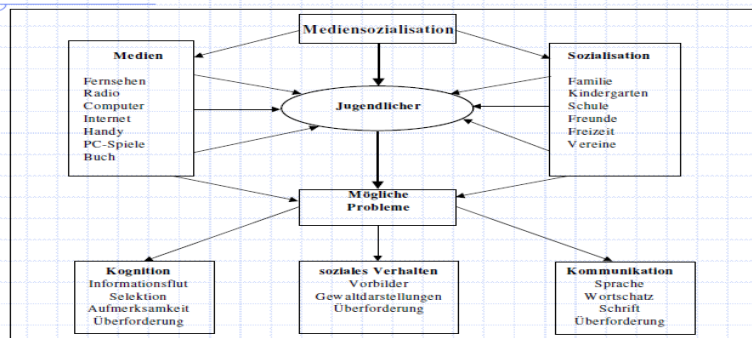 Mediensozialisation
Medien
Fernsehen
Radio
Computer
Internet
Handy
PC-Spiele
Buch
Jugendlicher
Sozialisation
Familie
Kindergarten
Schule
Freunde
Freizeit
Vereine
Mögliche
Probleme
Kognition
Informationsflut
Selektion
Aufmerksamkeit
Überforderung
soziales Verhalten
Vorbilder
Gewaltdarstellungen
Überforderung
Kommunikation
Sprache
Wortschatz
Schrift
Überforderung